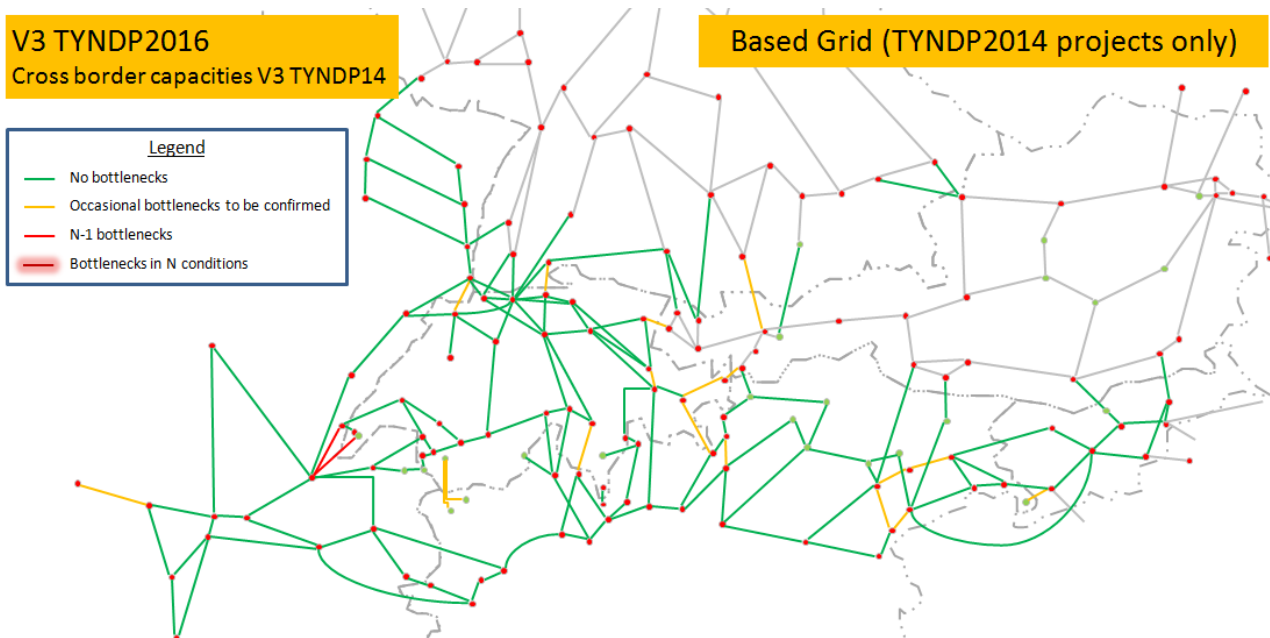 V3 TYNDP2016
Cross border capacities V3 TYNDP14
Based Grid (TYNDP2014 projects only)
Legend
No bottlenecks
Occasional bottlenecks to be confirmed
N-1 bottlenecks
Bottlenecks in N conditions